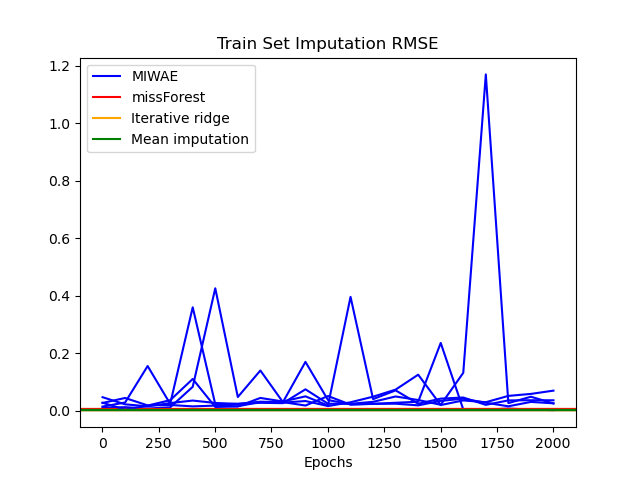 Train Set Imputation RMSE
MIWAE
missForest
Iterative ridge
Mean imputation
1.2
1.0
0.8
0.6
0.4
0.2
0.0
0 250 500 750 1000 1250 1500 1750 2000
Epochs